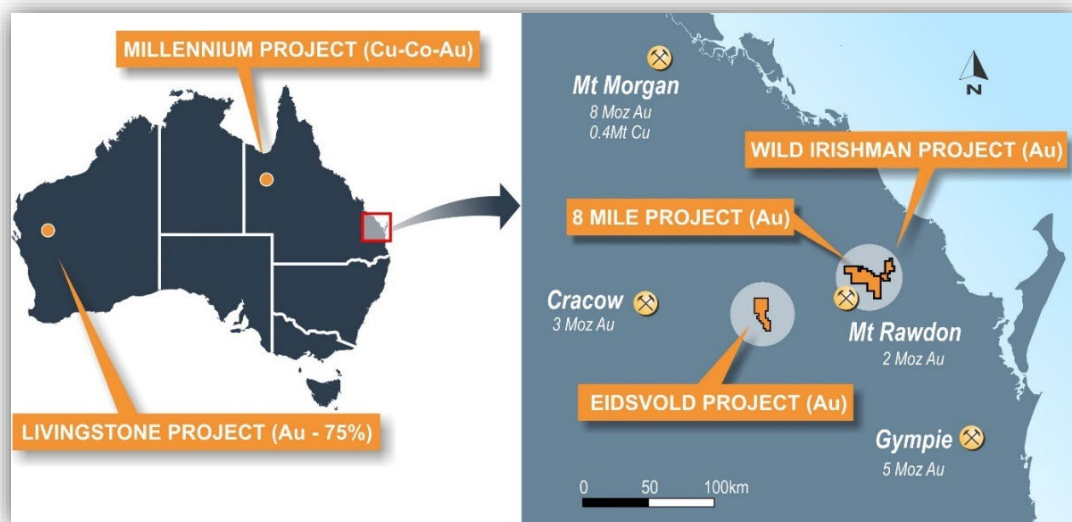 MILLENNIUM PROJECT (Cu-Co-Au)
LIVINGSTONE PROJECT (Au - 75%)
Mt Morgan
8 Moz Au
0.4Mt Cu
N
WILD IRISHMAN PROJECT (Au)
8 MILE PROJECT (Au)
Cracow
3 Moz Au
Mt Rawdon
2 Moz Au
EIDSVOLD PROJECT (Au)
Gympie
5 Moz Au
0 50 100km